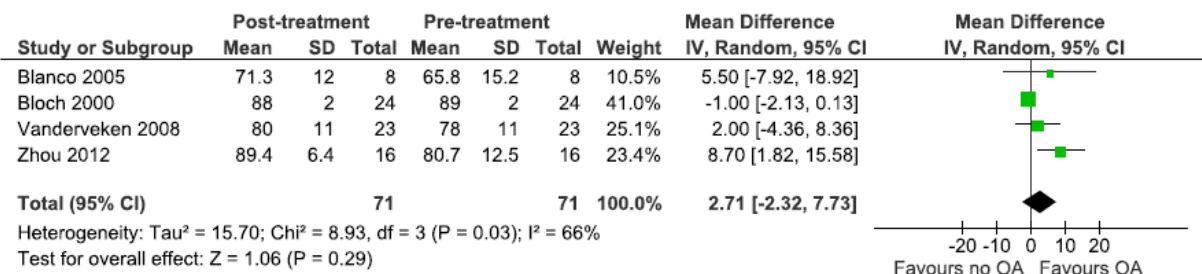 Post-treatment Pre-treatment Mean Difference Mean Difference
Study or Subgroup Mean SD Total Mean SD Total Weight IV, Random, 95% CI IV, Random, 95% CI
Blanco 2005 71.3 12 8 65.8 15.2 8 10.5% 5.50 [-7.92, 18.92]
Bloch 2000 88 2 24 89 2 24 41.0% -1.00 [-2.13, 0.13]
Vanderveken 2008 80 11 23 78 11 23 25.1% 2.00 [-4.36, 8.36]
Zhou 2012 89.4 6.4 16 80.7 12.5 16 23.4% 8.70 [1.82, 15.58]
Total (95% CI) 71 71 100.0% 2.71 [-2.32, 7.73]
Heterogeneity: Tau² = 15.70; Chi² = 8.93, df = 3 (P = 0.03); I² = 66%
Test for overall effect: Z = 1.06 (P = 0.29)
-20 -10 0 10 20
Favours no OA Favours OA